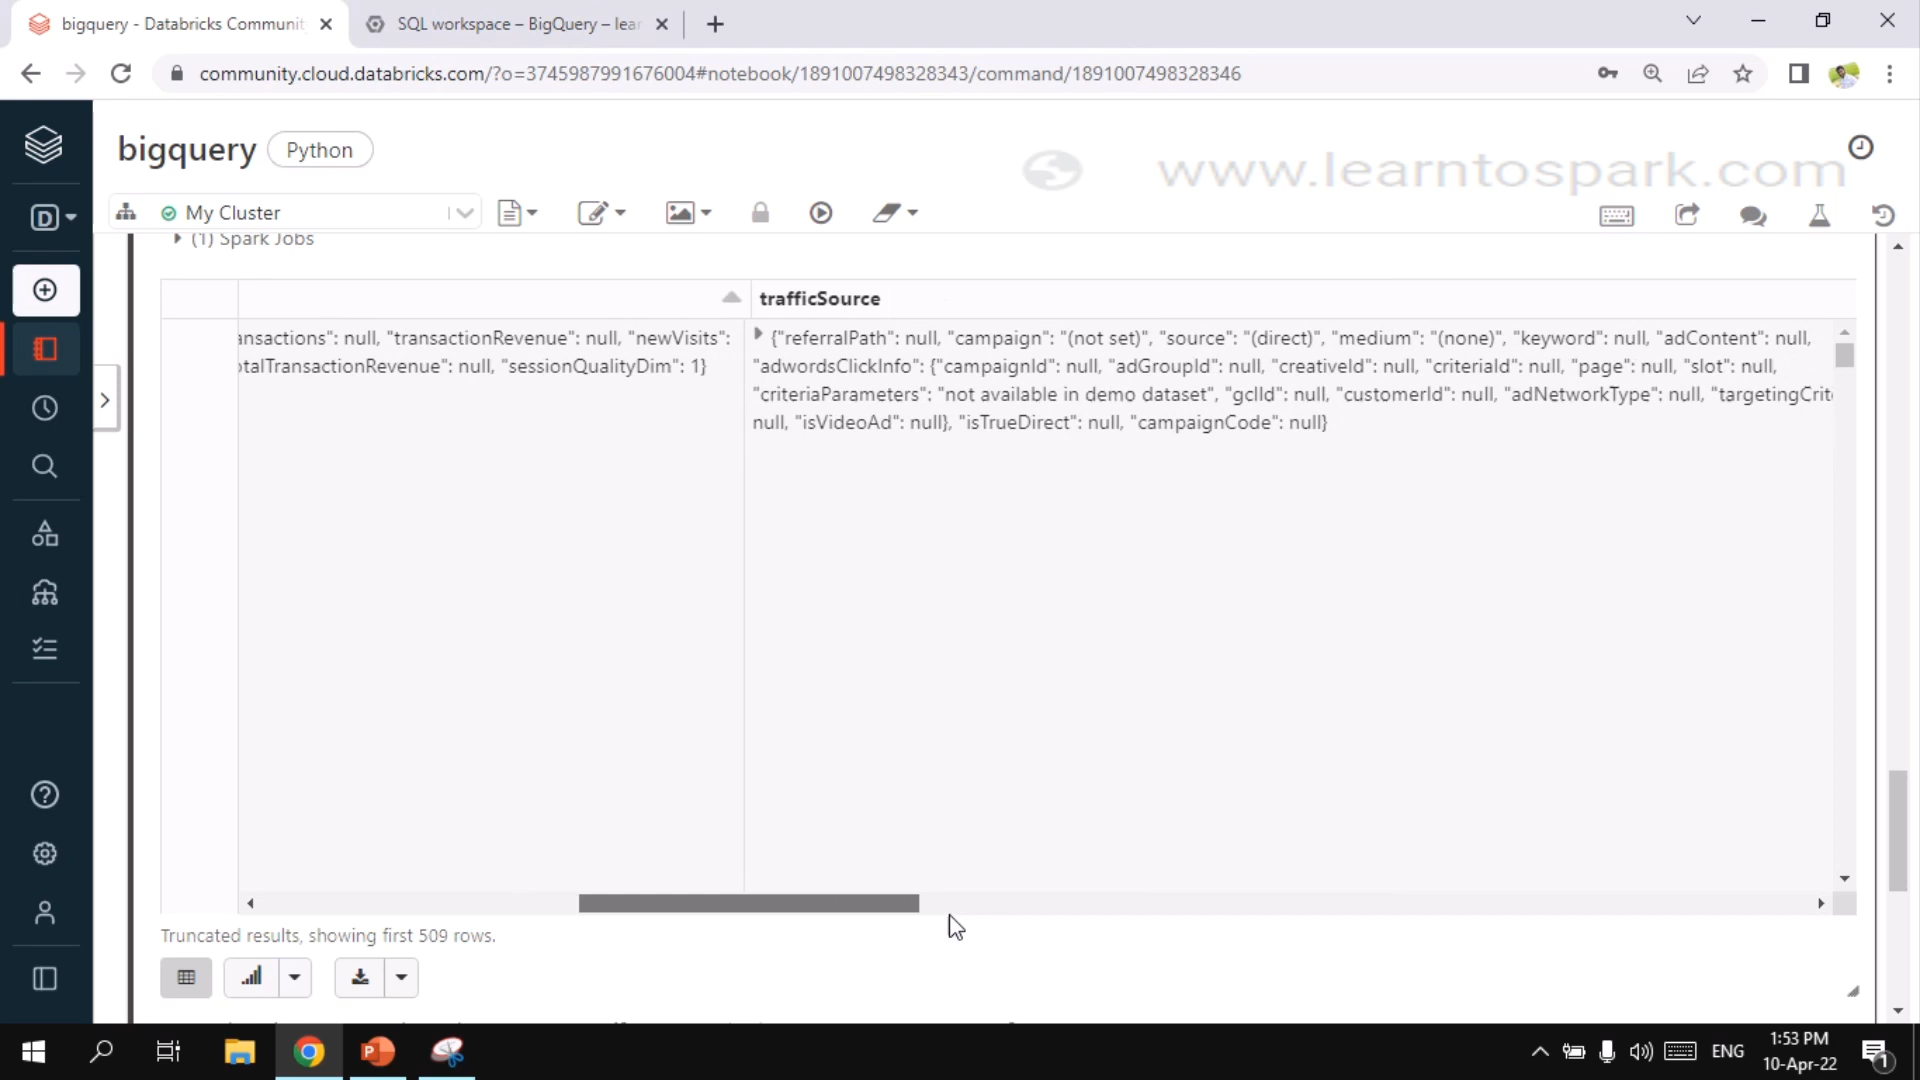 bigquery - Databricks Communit
SQL workspace – BigQuery – lear
community.cloud.databricks.com/?o=3745987991676004#notebook/1891007498328343/command/1891007498328346
bigquery
Python
www.learntospark.com
My Cluster
D
(1) Spark Jobs
trafficSource
ansactions": null, "transactionRevenue": null, "newVisits":
otalTransactionRevenue": null, "sessionQualityDim": 1}
{"referralPath": null, "campaign": "(not set)", "source": "(direct)", "medium": "(none)", "keyword": null, "adContent": null,
"adwordsClickInfo": {"campaignId": null, "adGroupId": null, "creativeId": null, "criteriaId": null, "page": null, "slot": null,
"criteriaParameters": "not available in demo dataset", "gclId": null, "customerId": null, "adNetworkType": null, "targetingCrite
null, "isVideoAd": null}, "isTrueDirect": null, "campaignCode": null}
Truncated results, showing first 509 rows.
ENG
1:53 PM
10-Apr-22
1